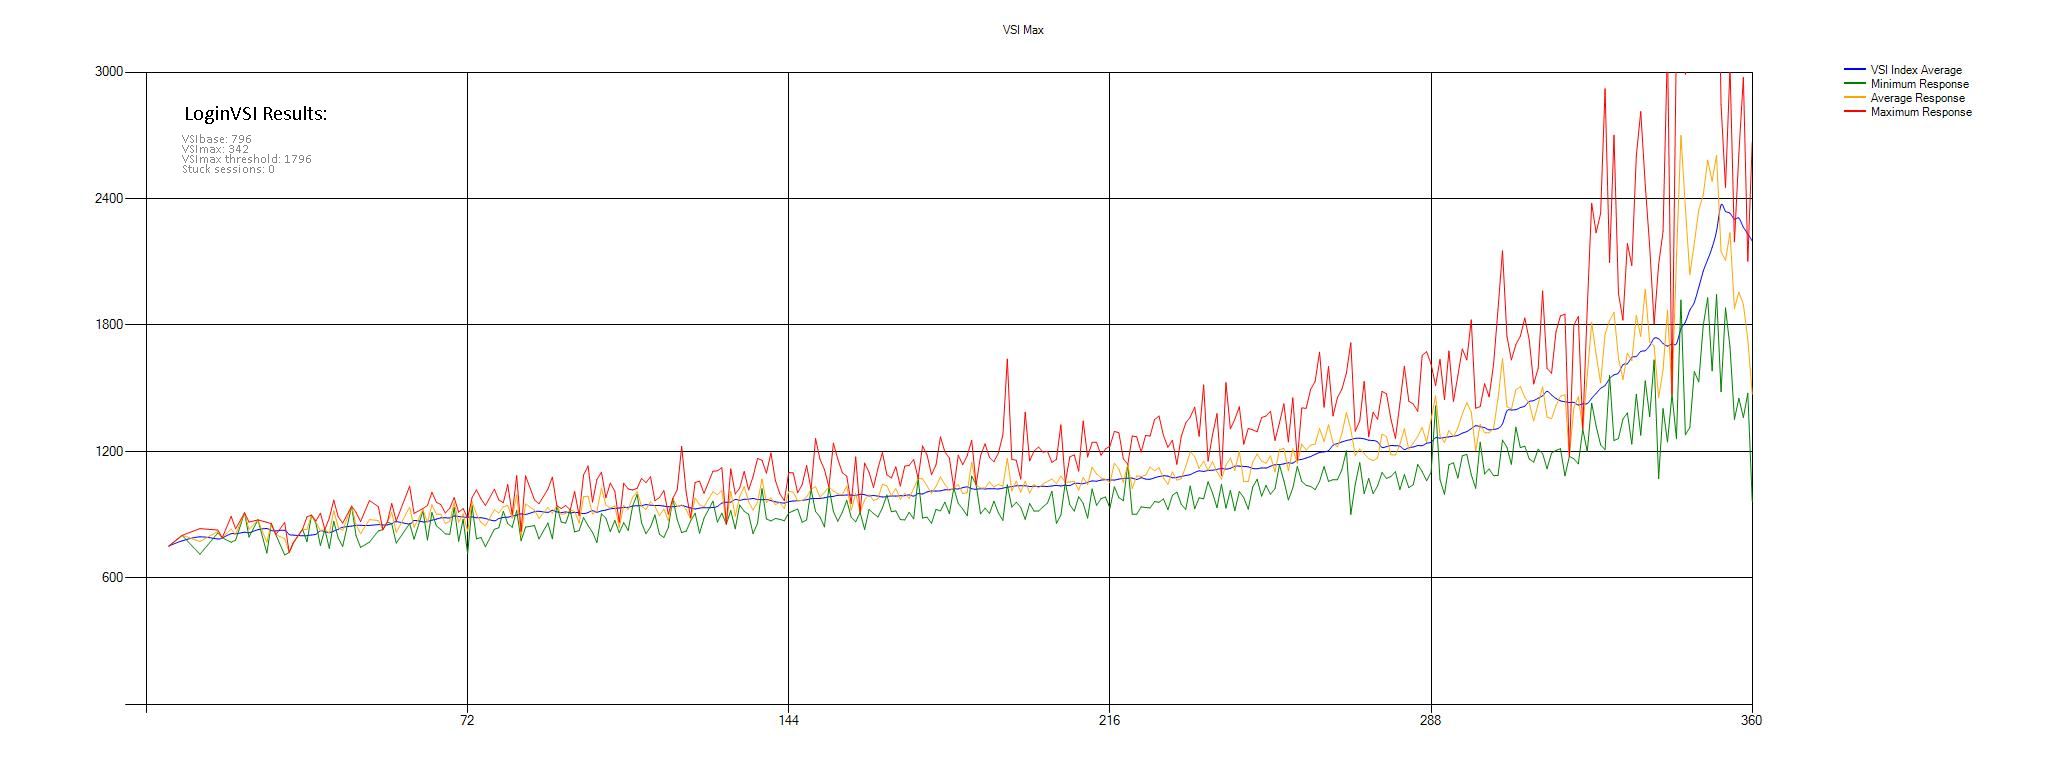 VSI Max
3000
2400
1800
1200
600
LoginVSI Results:
VSIbase: 796
VSImax: 342
VSImax threshold: 1796
Stuck sessions: 0
72
144
216
288
360
VSI Index Average
Minimum Response
Average Response
Maximum Response